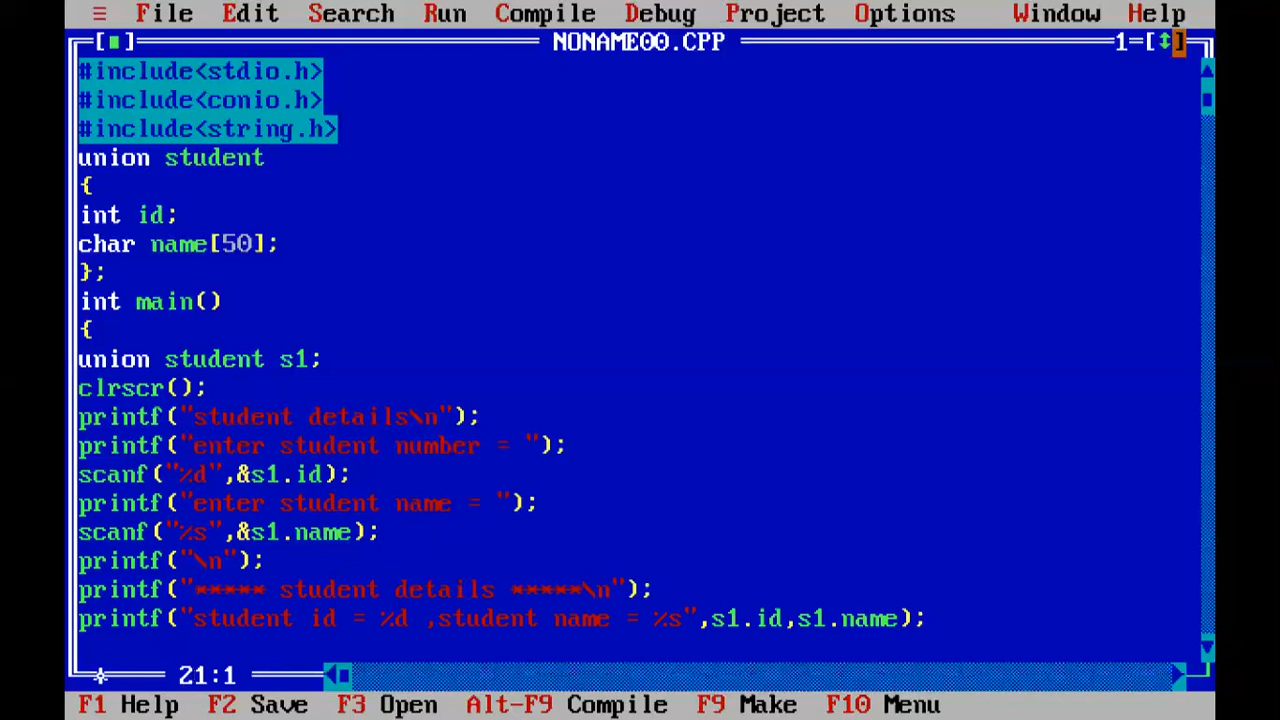 ≡ File Edit Search Run Compile Debug Project Options Window Help
[■] NONAME00.CPP 1=[↕]
#include<stdio.h>
#include<conio.h>
#include<string.h>
union student
{
int id;
char name[50];
};
int main()
{
union student s1;
clrscr();
printf("student details\n");
printf("enter student number = ");
scanf("%d",&s1.id);
printf("enter student name = ");
scanf("%s",&s1.name);
printf("\n");
printf("***** student details *****\n");
printf("student id = %d ,student name = %s",s1.id,s1.name);
21:1
F1 Help F2 Save F3 Open Alt-F9 Compile F9 Make F10 Menu